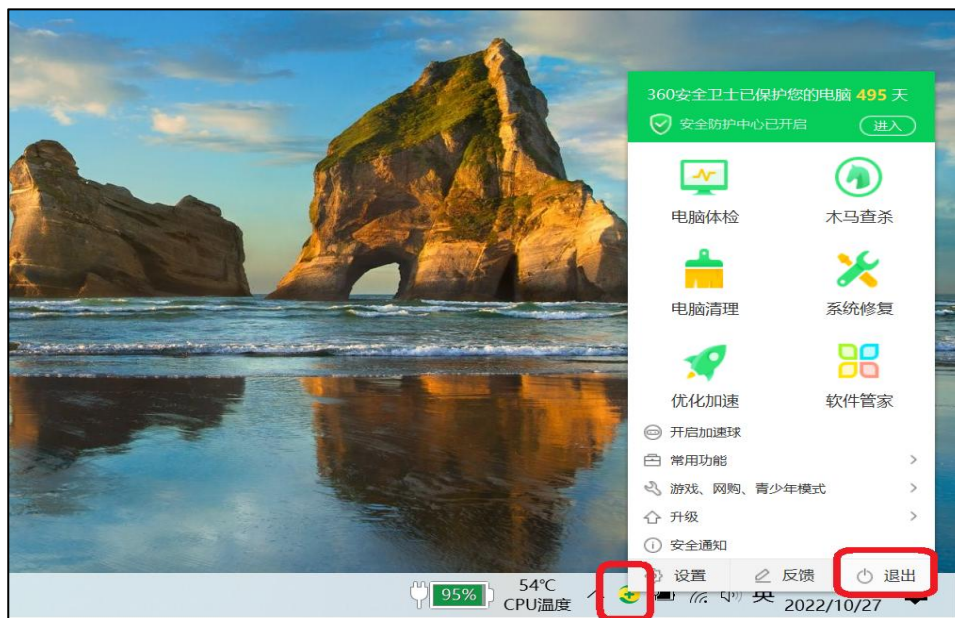 360安全卫士已保护您的电脑 495 天
安全防护中心已开启 进入
电脑体检 木马查杀
电脑清理 系统修复
优化加速 软件管家
开启加速球
常用功能
游戏、网购、青少年模式
升级
安全通知
设置 反馈 退出
95% 54°C 英
CPU温度 2022/10/27